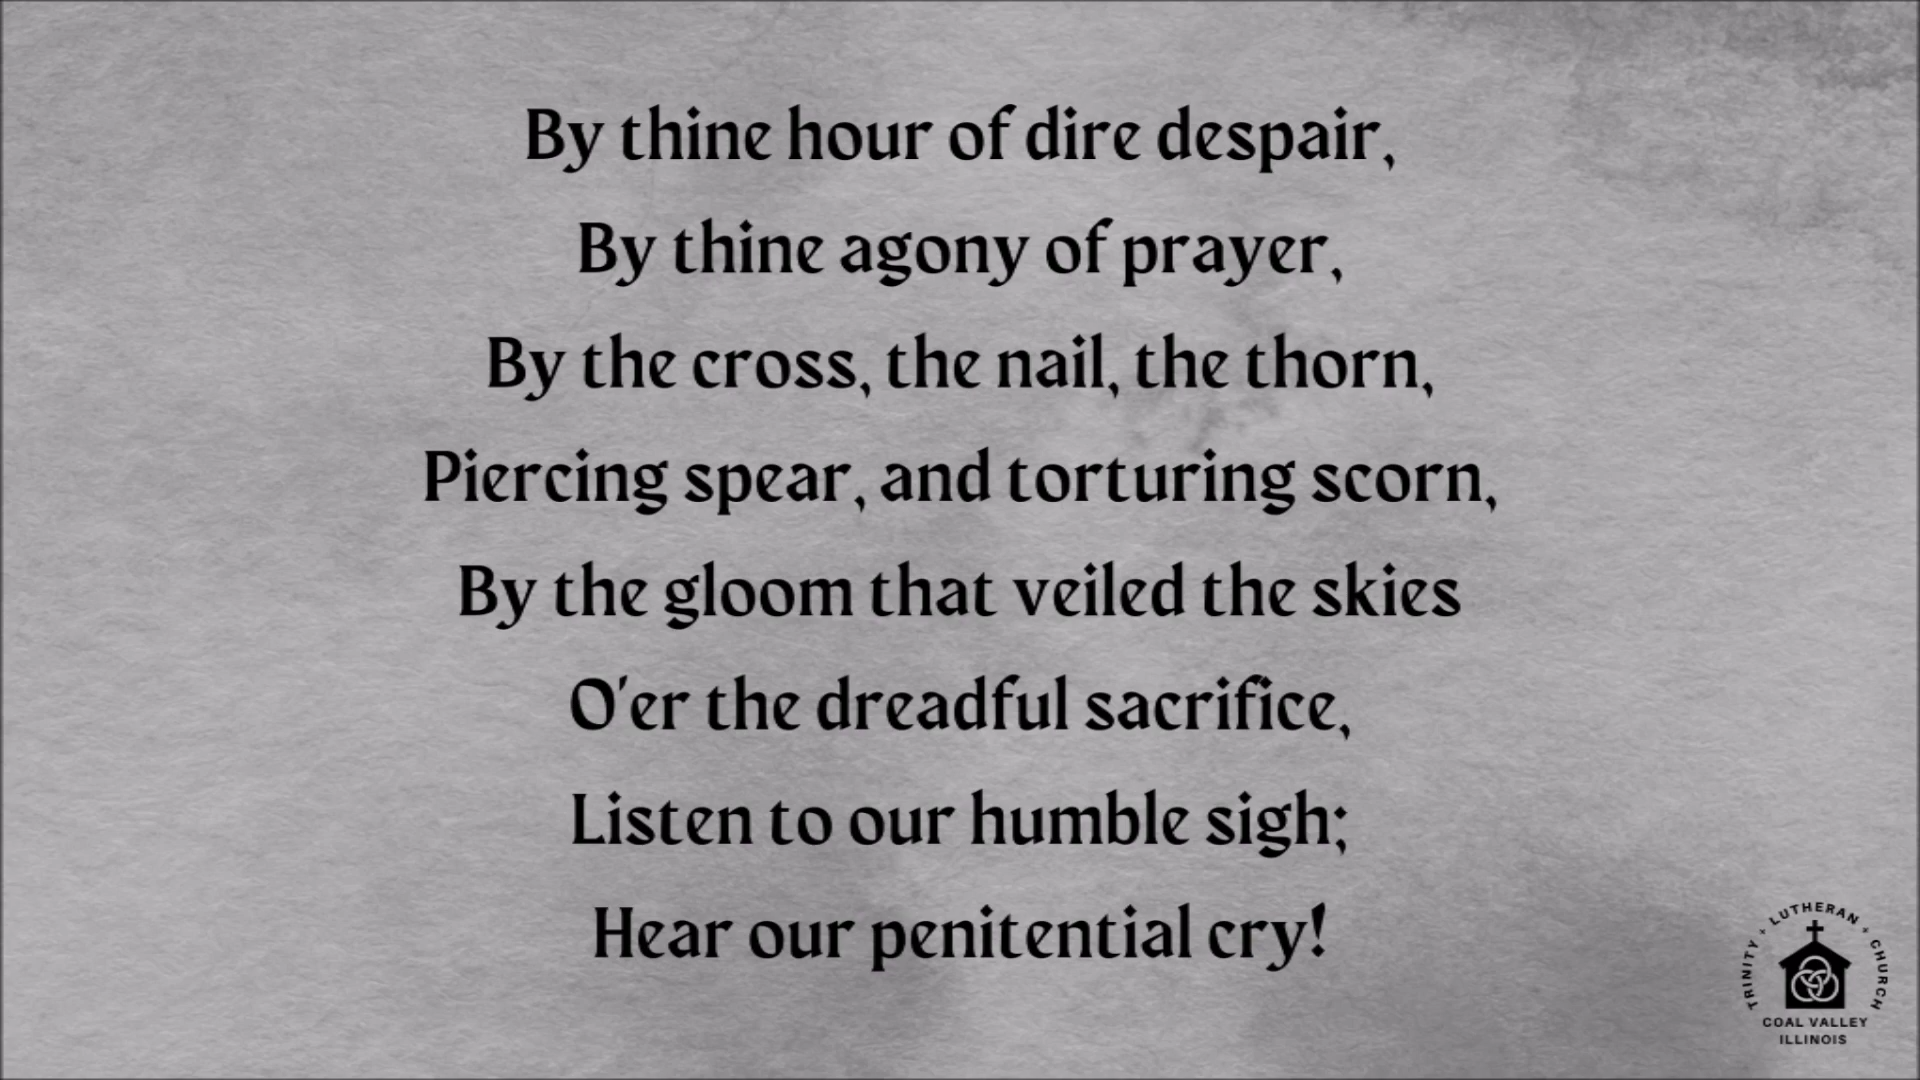 By thine hour of dire despair,
By thine agony of prayer,
By the cross, the nail, the thorn,
Piercing spear, and torturing scorn,
By the gloom that veiled the skies
O'er the dreadful sacrifice,
Listen to our humble sigh;
Hear our penitential cry!
TRINITY + LUTHERAN + CHURCH
COAL VALLEY
ILLINOIS